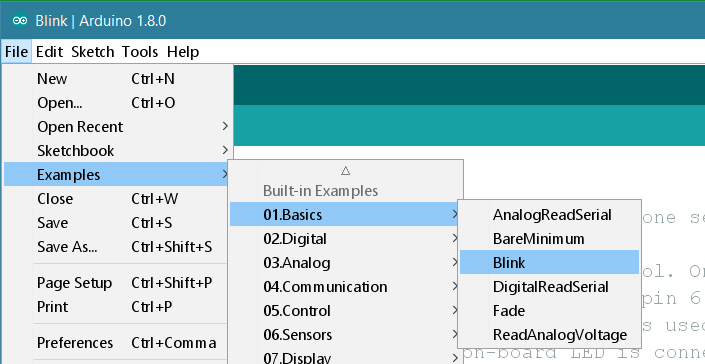 Blink | Arduino 1.8.0
File Edit Sketch Tools Help
New Ctrl+N
Open... Ctrl+O
Open Recent
Sketchbook
Examples
Close Ctrl+W
Save Ctrl+S
Save As... Ctrl+Shift+S
Page Setup Ctrl+Shift+P
Print Ctrl+P
Preferences Ctrl+Comma
Built-in Examples
01.Basics
02.Digital
03.Analog
04.Communication
05.Control
06.Sensors
07.Display
AnalogReadSerial
BareMinimum
Blink
DigitalReadSerial
Fade
ReadAnalogVoltage
one se
ol. On
pin 6
s used
on-board LED is conne